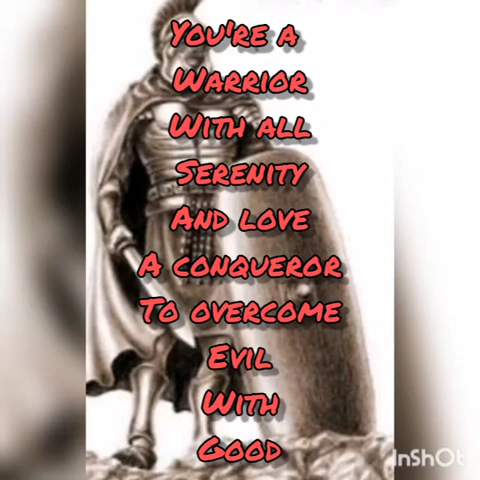 You're a
Warrior
With all
Serenity
And love
A conqueror
To overcome
Evil
With
Good
InShOt